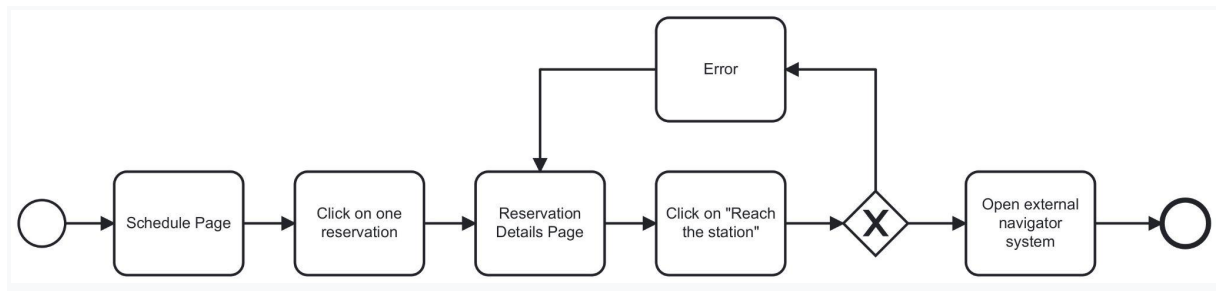 Error
Schedule Page
Click on one
reservation
Reservation
Details Page
Click on "Reach
the station"
X
Open external
navigator
system